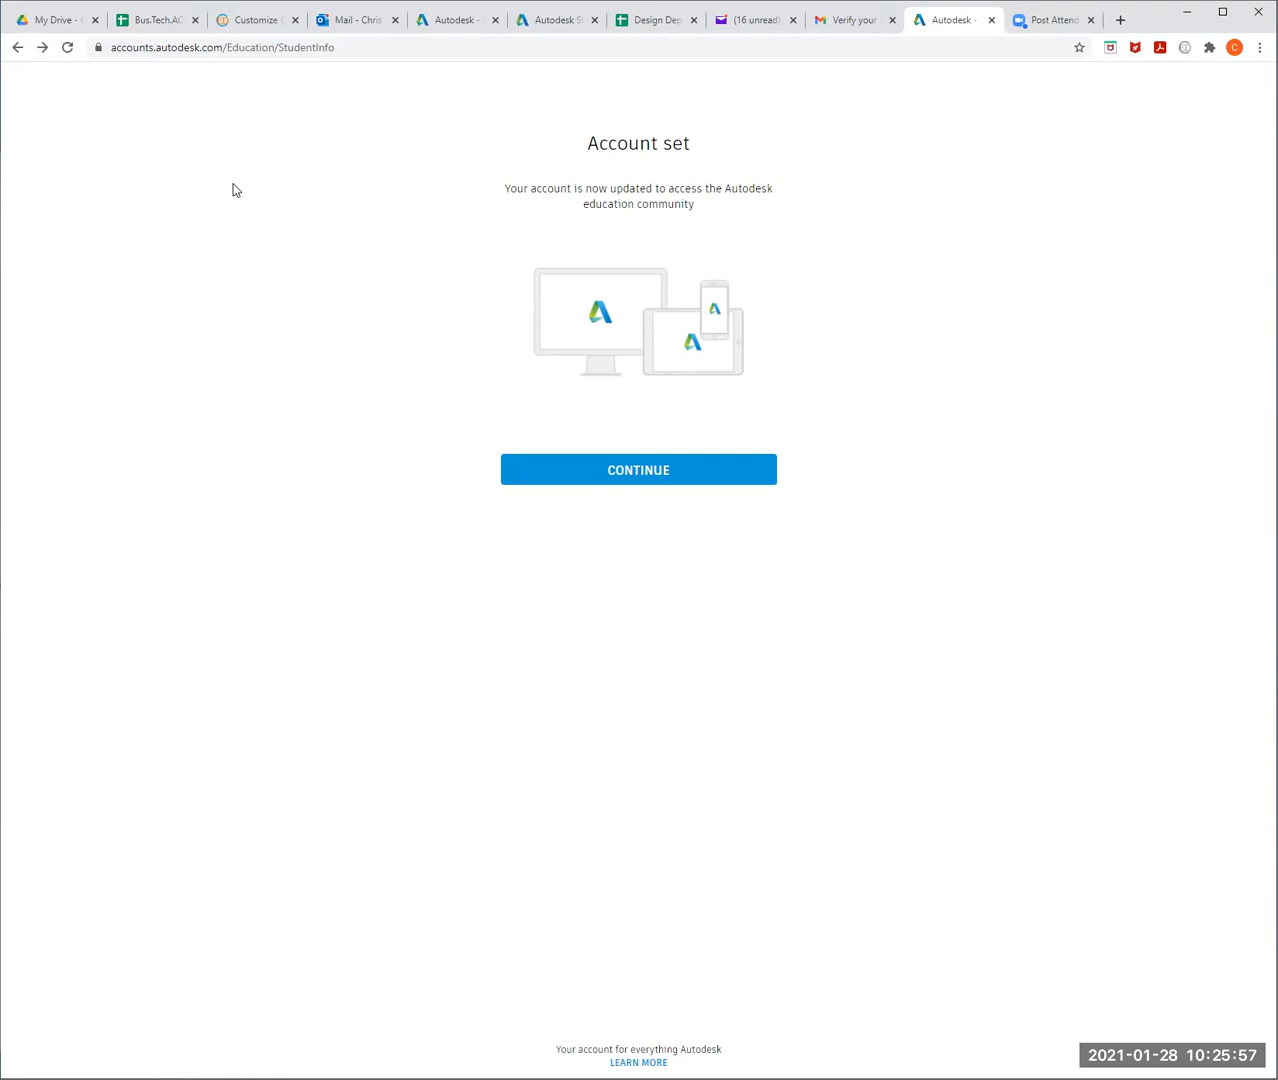 My Drive -
Bus.Tech.AC
Customize C
Mail - Chris
Autodesk -
Autodesk St
Design Dep
(16 unread)
Verify your
Autodesk -
Post Attend
accounts.autodesk.com/Education/StudentInfo
C
Account set
Your account is now updated to access the Autodesk
education community
CONTINUE
Your account for everything Autodesk
LEARN MORE
2021-01-28 10:25:57